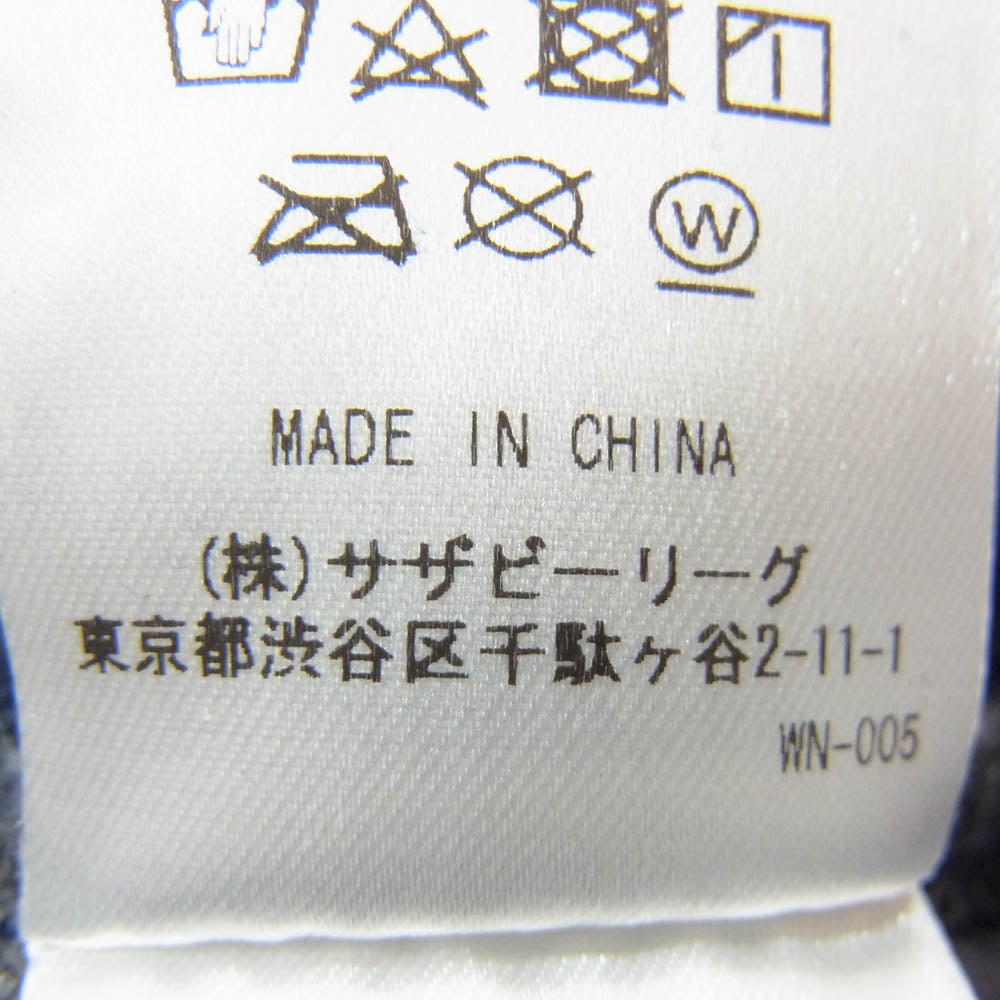 W
MADE IN CHINA
(株)サザビーリーグ
東京都渋谷区千駄ヶ谷2-11-1
WN-005